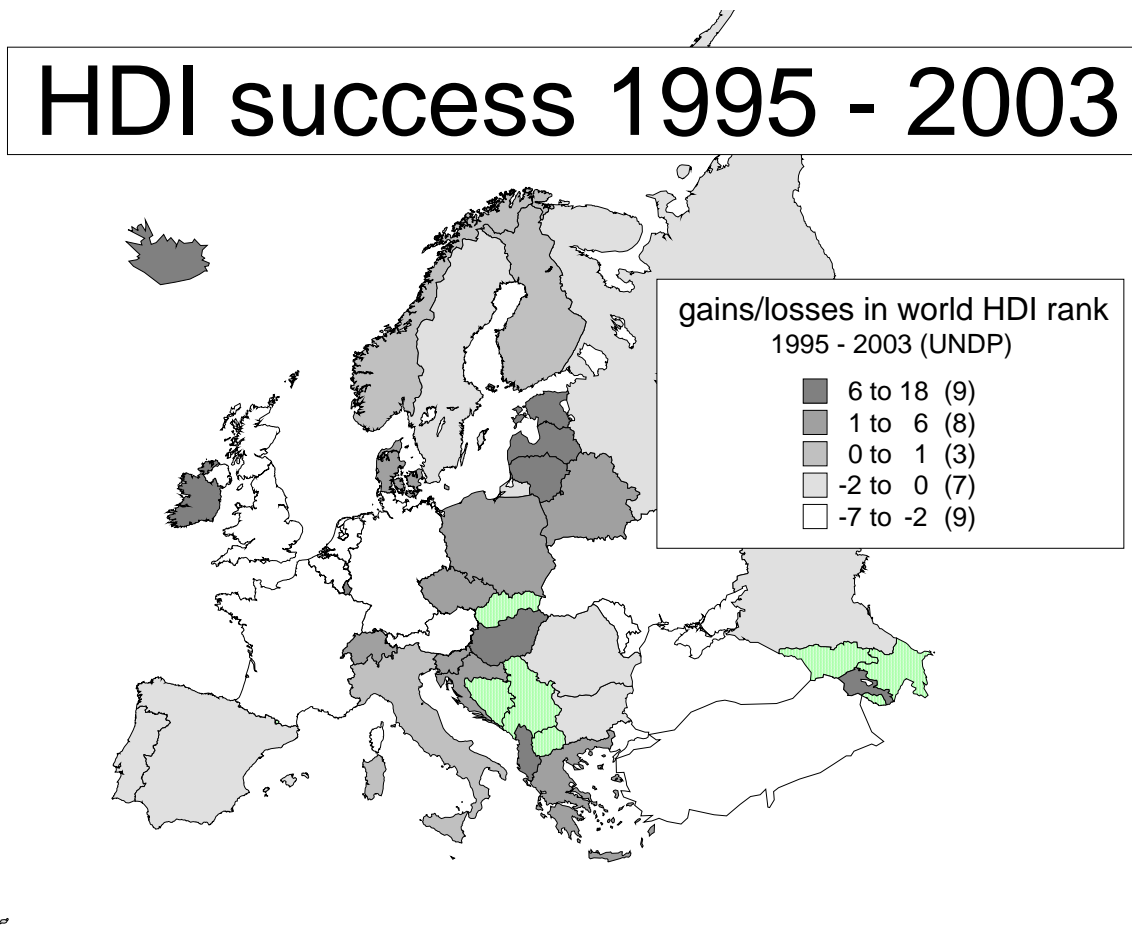 HDI success 1995 - 2003
gains/losses in world HDI rank
1995 - 2003 (UNDP)
6 to 18 (9)
1 to 6 (8)
0 to 1 (3)
-2 to 0 (7)
-7 to -2 (9)